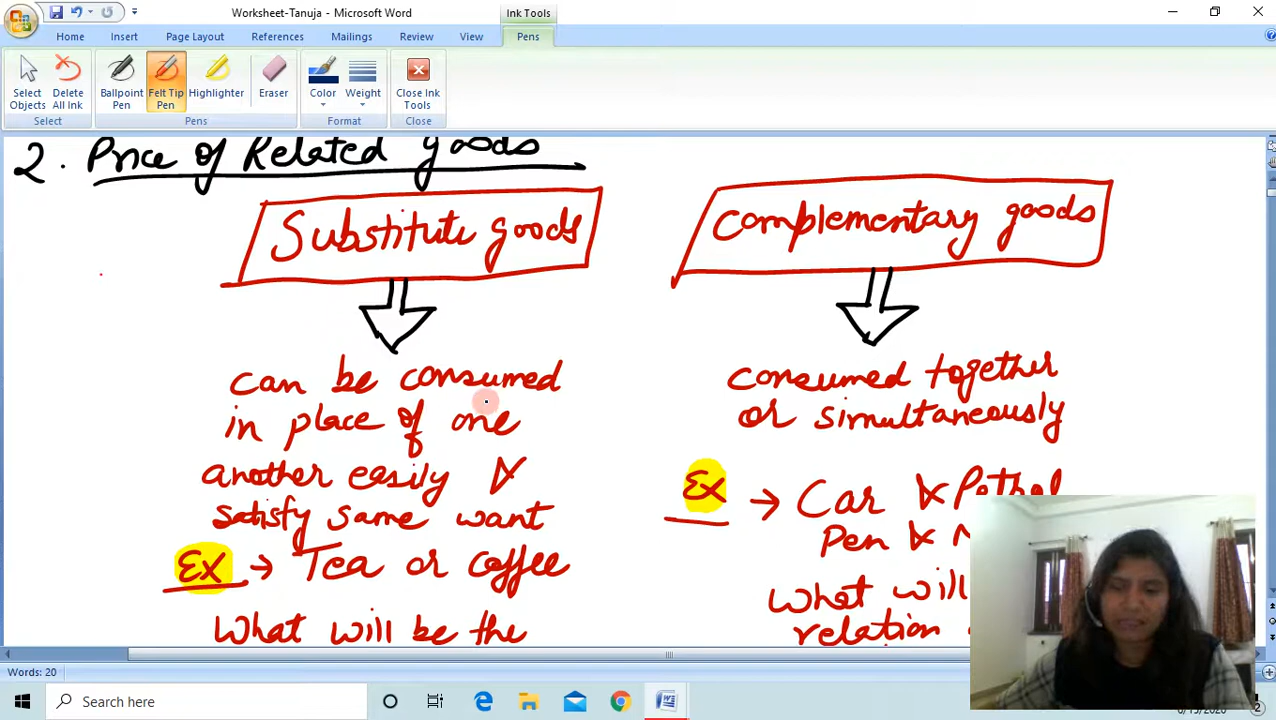 Worksheet-Tanuja - Microsoft Word
Ink Tools
Home Insert Page Layout References Mailings Review View Pens
Select Objects
Delete All Ink
Ballpoint Pen
Felt Tip Pen
Highlighter
Eraser
Color
Weight
Close Ink Tools
Select
Pens
Format
Close
2. Price of Related goods
Substitute goods
can be consumed
in place of one
another easily &
satisfy same want
Ex → Tea or coffee
What will be the
Complementary goods
consumed together
or simultaneously
Ex → Car & Petrol
Pen &
What will
relation
Words: 20
Search here